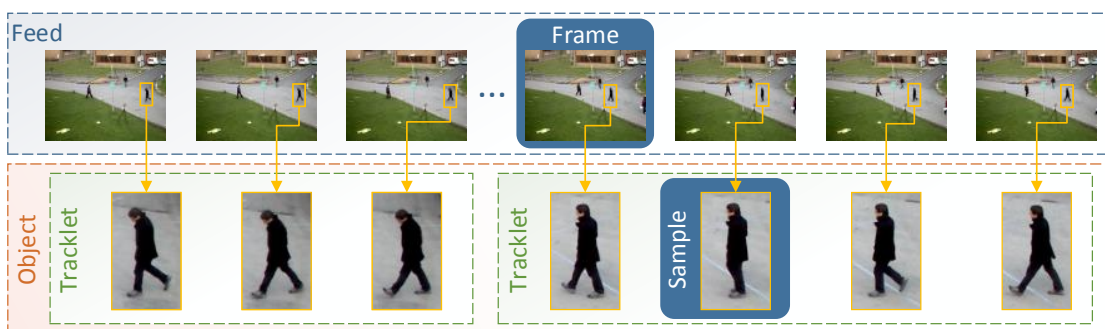 Feed
Frame
...
Object
Tracklet
Tracklet
Sample